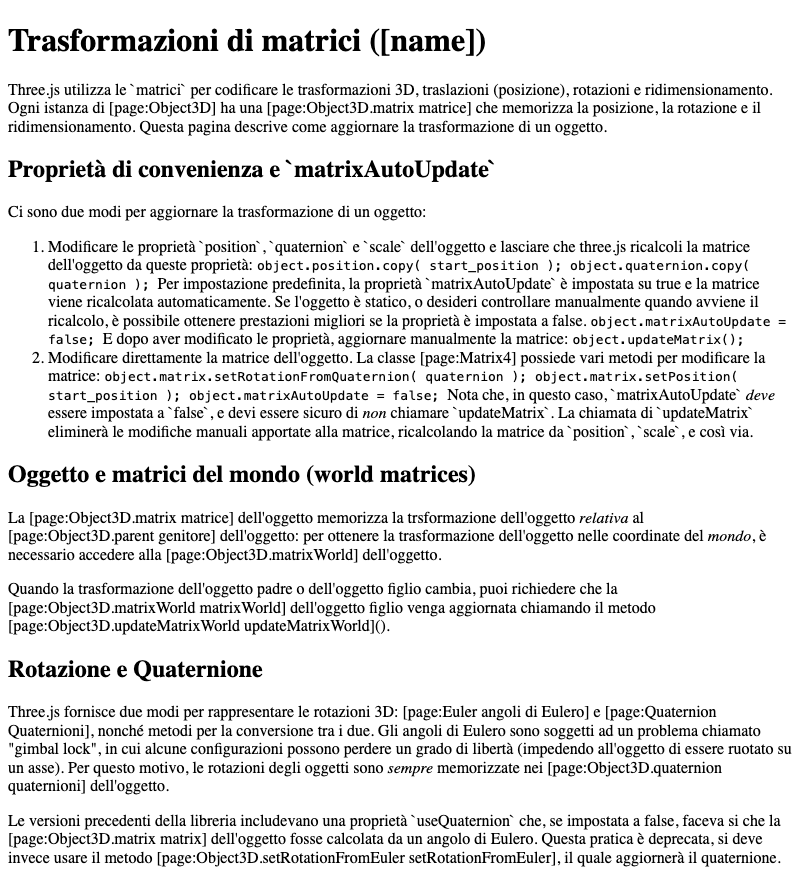 Trasformazioni di matrici ([name])
Three.js utilizza le `matrici` per codificare le trasformazioni 3D, traslazioni (posizione), rotazioni e ridimensionamento.
Ogni istanza di [page:Object3D] ha una [page:Object3D.matrix matrice] che memorizza la posizione, la rotazione e il
ridimensionamento. Questa pagina descrive come aggiornare la trasformazione di un oggetto.
Proprietà di convenienza e `matrixAutoUpdate`
Ci sono due modi per aggiornare la trasformazione di un oggetto:
1. Modificare le proprietà `position`, `quaternion` e `scale` dell'oggetto e lasciare che three.js ricalcoli la matrice
dell'oggetto da queste proprietà: object.position.copy( start_position ); object.quaternion.copy(
quaternion ); Per impostazione predefinita, la proprietà `matrixAutoUpdate` è impostata su true e la matrice
viene ricalcolata automaticamente. Se l'oggetto è statico, o desideri controllare manualmente quando avviene il
ricalcolo, è possibile ottenere prestazioni migliori se la proprietà è impostata a false. object.matrixAutoUpdate =
false; E dopo aver modificato le proprietà, aggiornare manualmente la matrice: object.updateMatrix();
2. Modificare direttamente la matrice dell'oggetto. La classe [page:Matrix4] possiede vari metodi per modificare la
matrice: object.matrix.setRotationFromQuaternion( quaternion ); object.matrix.setPosition(
start_position ); object.matrixAutoUpdate = false; Nota che, in questo caso, `matrixAutoUpdate` deve
essere impostata a `false`, e devi essere sicuro di non chiamare `updateMatrix`. La chiamata di `updateMatrix`
eliminerà le modifiche manuali apportate alla matrice, ricalcolando la matrice da `position`, `scale`, e così via.
Oggetto e matrici del mondo (world matrices)
La [page:Object3D.matrix matrice] dell'oggetto memorizza la trsformazione dell'oggetto relativa al
[page:Object3D.parent genitore] dell'oggetto: per ottenere la trasformazione dell'oggetto nelle coordinate del mondo, è
necessario accedere alla [page:Object3D.matrixWorld] dell'oggetto.
Quando la trasformazione dell'oggetto padre o dell'oggetto figlio cambia, puoi richiedere che la
[page:Object3D.matrixWorld matrixWorld] dell'oggetto figlio venga aggiornata chiamando il metodo
[page:Object3D.updateMatrixWorld updateMatrixWorld]().
Rotazione e Quaternione
Three.js fornisce due modi per rappresentare le rotazioni 3D: [page:Euler angoli di Eulero] e [page:Quaternion
Quaternioni], nonché metodi per la conversione tra i due. Gli angoli di Eulero sono soggetti ad un problema chiamato
"gimbal lock", in cui alcune configurazioni possono perdere un grado di libertà (impedendo all'oggetto di essere ruotato su
un asse). Per questo motivo, le rotazioni degli oggetti sono sempre memorizzate nei [page:Object3D.quaternion
quaternioni] dell'oggetto.
Le versioni precedenti della libreria includevano una proprietà `useQuaternion` che, se impostata a false, faceva si che la
[page:Object3D.matrix matrix] dell'oggetto fosse calcolata da un angolo di Eulero. Questa pratica è deprecata, si deve
invece usare il metodo [page:Object3D.setRotationFromEuler setRotationFromEuler], il quale aggiornerà il quaternione.